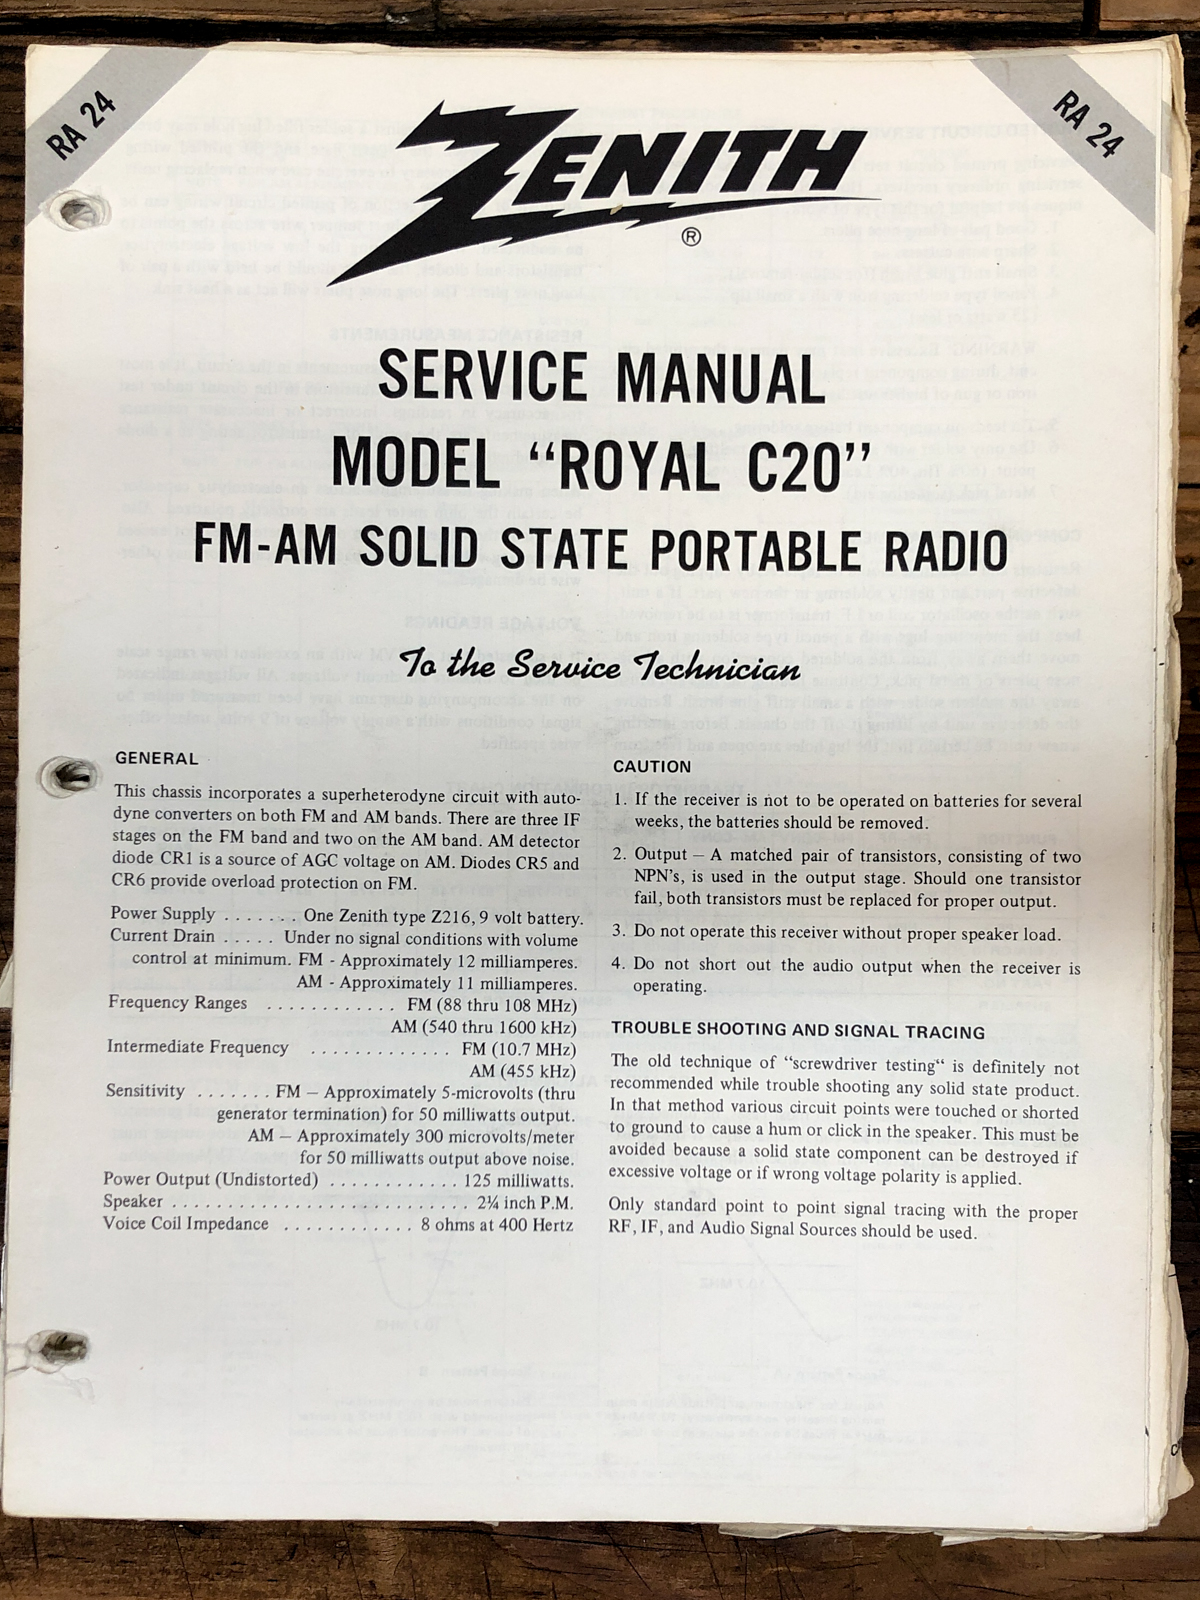 RA 24
RA 24
ZENITH
®
SERVICE MANUAL
MODEL “ROYAL C20”
FM-AM SOLID STATE PORTABLE RADIO
To the Service Technician
GENERAL
This chassis incorporates a superheterodyne circuit with auto-
dyne converters on both FM and AM bands. There are three IF
stages on the FM band and two on the AM band. AM detector
diode CR1 is a source of AGC voltage on AM. Diodes CR5 and
CR6 provide overload protection on FM.
Power Supply . . . . . . . One Zenith type Z216, 9 volt battery.
Current Drain . . . . . Under no signal conditions with volume
control at minimum. FM - Approximately 12 milliamperes.
AM - Approximately 11 milliamperes.
Frequency Ranges . . . . . . . . . . . . FM (88 thru 108 MHz)
AM (540 thru 1600 kHz)
Intermediate Frequency . . . . . . . . . . . . . FM (10.7 MHz)
AM (455 kHz)
Sensitivity . . . . . . . FM – Approximately 5-microvolts (thru
generator termination) for 50 milliwatts output.
AM – Approximately 300 microvolts/meter
for 50 milliwatts output above noise.
Power Output (Undistorted) . . . . . . . . . . . . 125 milliwatts.
Speaker . . . . . . . . . . . . . . . . . . . . . . . . . . . 2¼ inch P.M.
Voice Coil Impedance . . . . . . . . . . . . 8 ohms at 400 Hertz
CAUTION
1. If the receiver is not to be operated on batteries for several
weeks, the batteries should be removed.
2. Output – A matched pair of transistors, consisting of two
NPN's, is used in the output stage. Should one transistor
fail, both transistors must be replaced for proper output.
3. Do not operate this receiver without proper speaker load.
4. Do not short out the audio output when the receiver is
operating.
TROUBLE SHOOTING AND SIGNAL TRACING
The old technique of “screwdriver testing“ is definitely not
recommended while trouble shooting any solid state product.
In that method various circuit points were touched or shorted
to ground to cause a hum or click in the speaker. This must be
avoided because a solid state component can be destroyed if
excessive voltage or if wrong voltage polarity is applied.
Only standard point to point signal tracing with the proper
RF, IF, and Audio Signal Sources should be used.